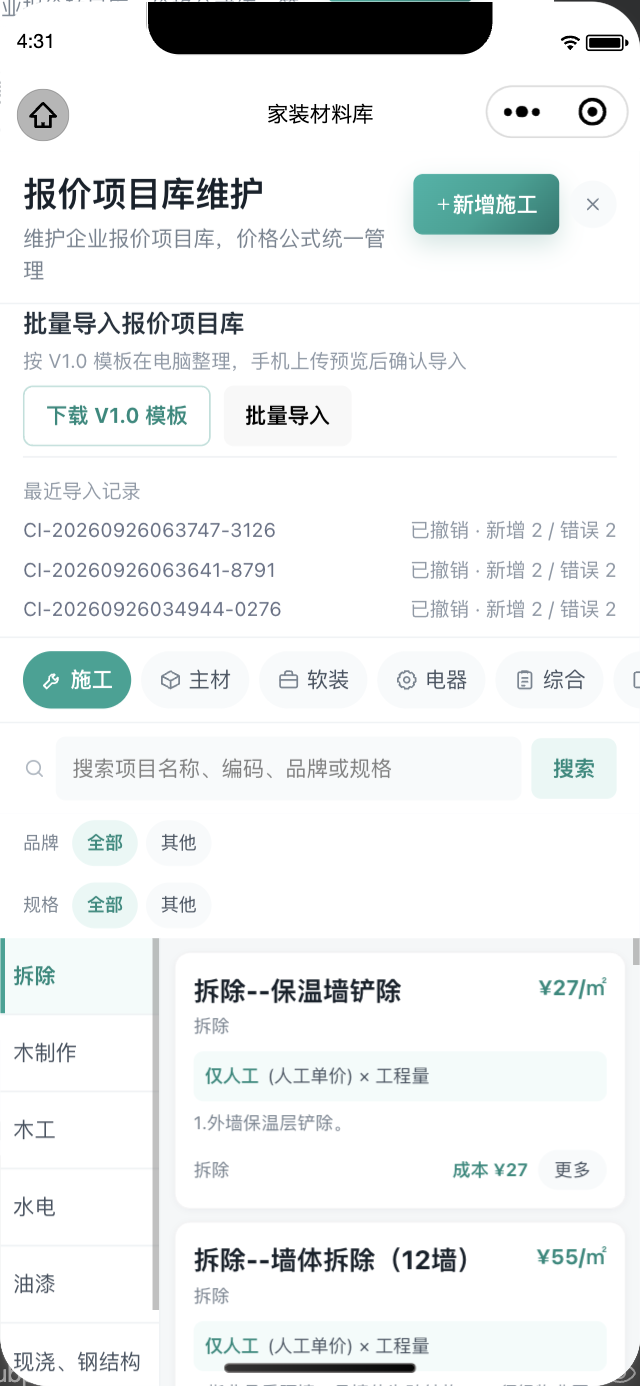 4:31
家装材料库
报价项目库维护
+新增施工
×
维护企业报价项目库，价格公式统一管
理
批量导入报价项目库
按 V1.0 模板在电脑整理，手机上传预览后确认导入
下载 V1.0 模板
批量导入
最近导入记录
CI-20260926063747-3126 已撤销 · 新增 2 / 错误 2
CI-20260926063641-8791 已撤销 · 新增 2 / 错误 2
CI-20260926034944-0276 已撤销 · 新增 2 / 错误 2
施工 主材 软装 电器 综合
搜索项目名称、编码、品牌或规格 搜索
品牌 全部 其他
规格 全部 其他
拆除
木制作
木工
水电
油漆
现浇、钢结构
拆除--保温墙铲除 ¥27/㎡
拆除
仅人工 (人工单价) × 工程量
1.外墙保温层铲除。
拆除 成本 ¥27 更多
拆除--墙体拆除（12墙） ¥55/㎡
拆除
仅人工 (人工单价) × 工程量